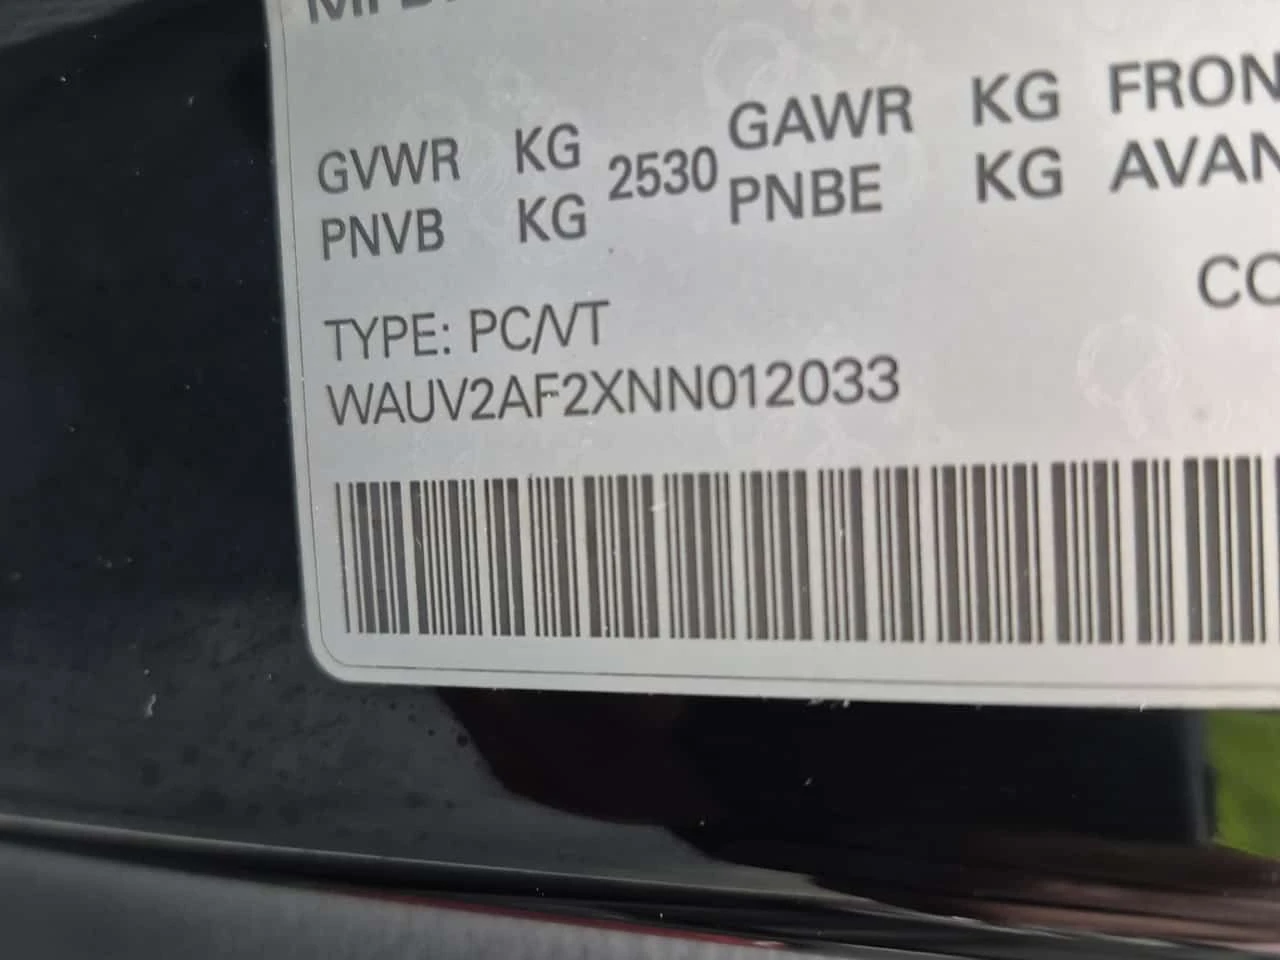 GVWR KG 2530 GAWR KG FRON
PNVB KG PNBE KG AVAN
CO
TYPE: PC/VT
WAUV2AF2XNN012033